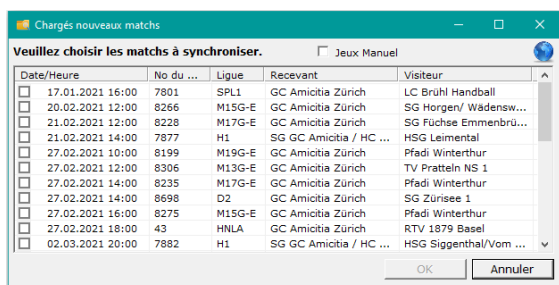 Chargés nouveaux matchs
Veuillez choisir les matchs à synchroniser. Jeux Manuel
Date/Heure No du ... Ligue Recevant Visiteur
17.01.2021 16:00 7801 SPL1 GC Amicitia Zürich LC Brühl Handball
20.02.2021 12:00 8266 M15G-E GC Amicitia Zürich SG Horgen/ Wädensw...
21.02.2021 12:00 8228 M17G-E GC Amicitia Zürich SG Füchse Emmenbrü...
21.02.2021 14:00 7877 H1 SG GC Amicitia / HC ... HSG Leimental
27.02.2021 10:00 8199 M19G-E GC Amicitia Zürich Pfadi Winterthur
27.02.2021 12:00 8306 M13G-E GC Amicitia Zürich TV Pratteln NS 1
27.02.2021 14:00 8235 M17G-E GC Amicitia Zürich Pfadi Winterthur
27.02.2021 14:00 8698 D2 GC Amicitia Zürich SG Zürisee 1
27.02.2021 16:00 8275 M15G-E GC Amicitia Zürich Pfadi Winterthur
27.02.2021 18:00 43 HNLA GC Amicitia Zürich RTV 1879 Basel
02.03.2021 20:00 7882 H1 SG GC Amicitia / HC ... HSG Siggenthal/Vom ...
OK Annuler